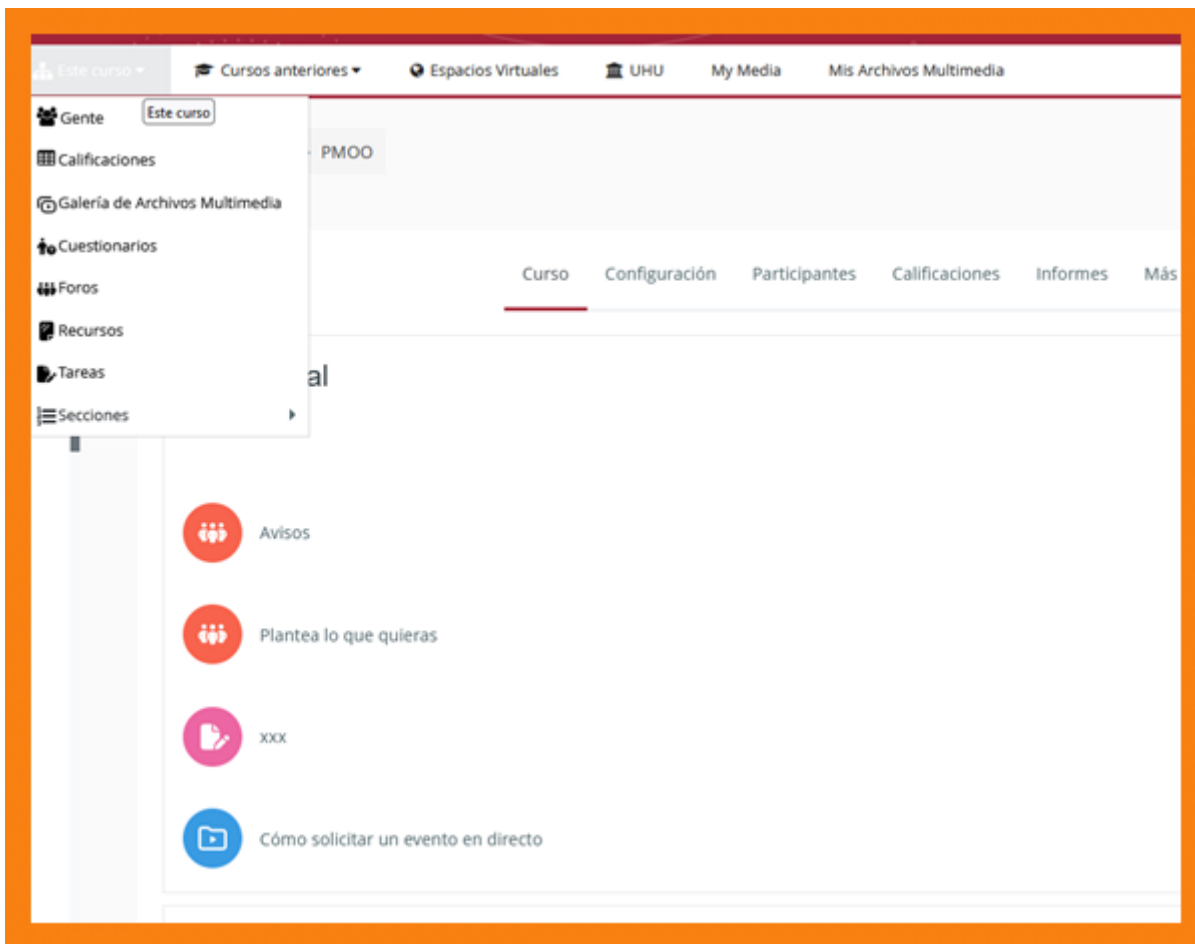 Este curso
Cursos anteriores
Espacios Virtuales
UHU
My Media
Mis Archivos Multimedia
Gente
Este curso
Calificaciones
PMOO
Galería de Archivos Multimedia
Cuestionarios
Curso
Configuración
Participantes
Calificaciones
Informes
Más
Foros
Recursos
Tareas
al
Secciones
Avisos
Plantea lo que quieras
xxx
Cómo solicitar un evento en directo